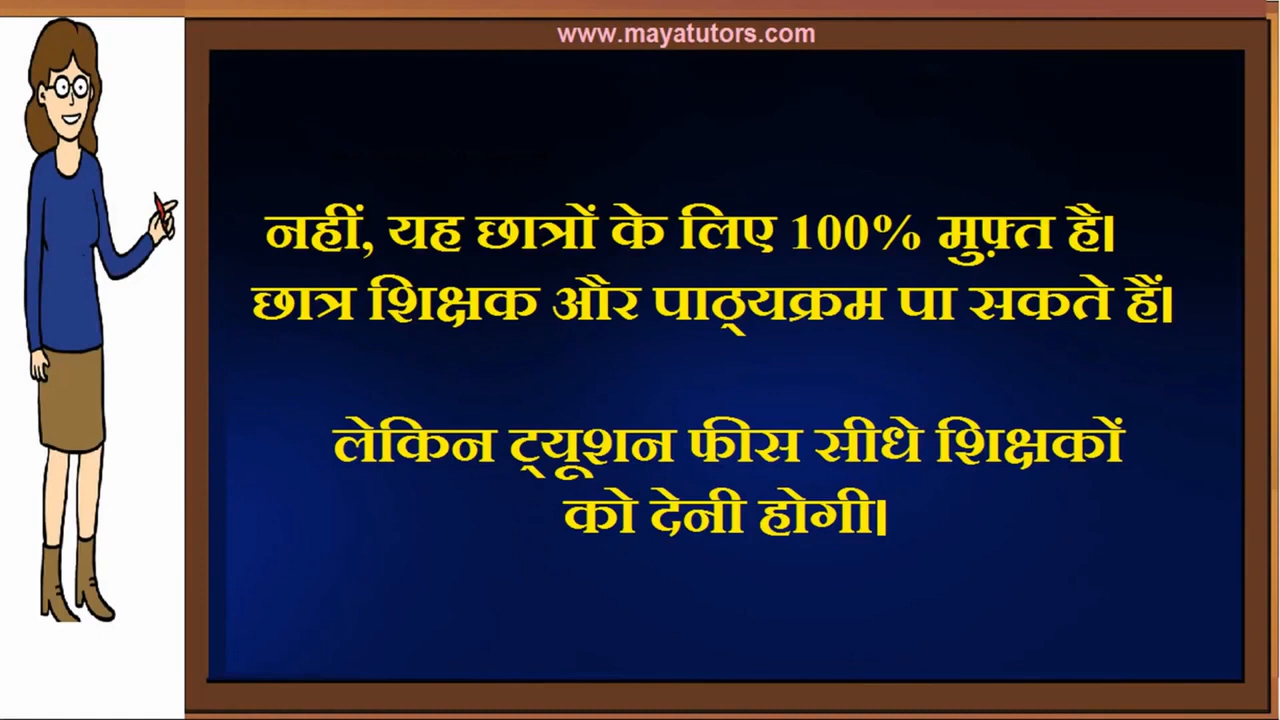 www.mayatutors.com
नहीं, यह छात्रों के लिए 100% मुफ़्त है।
छात्र शिक्षक और पाठ्यक्रम पा सकते हैं।
लेकिन ट्यूशन फीस सीधे शिक्षकों
को देनी होगी।